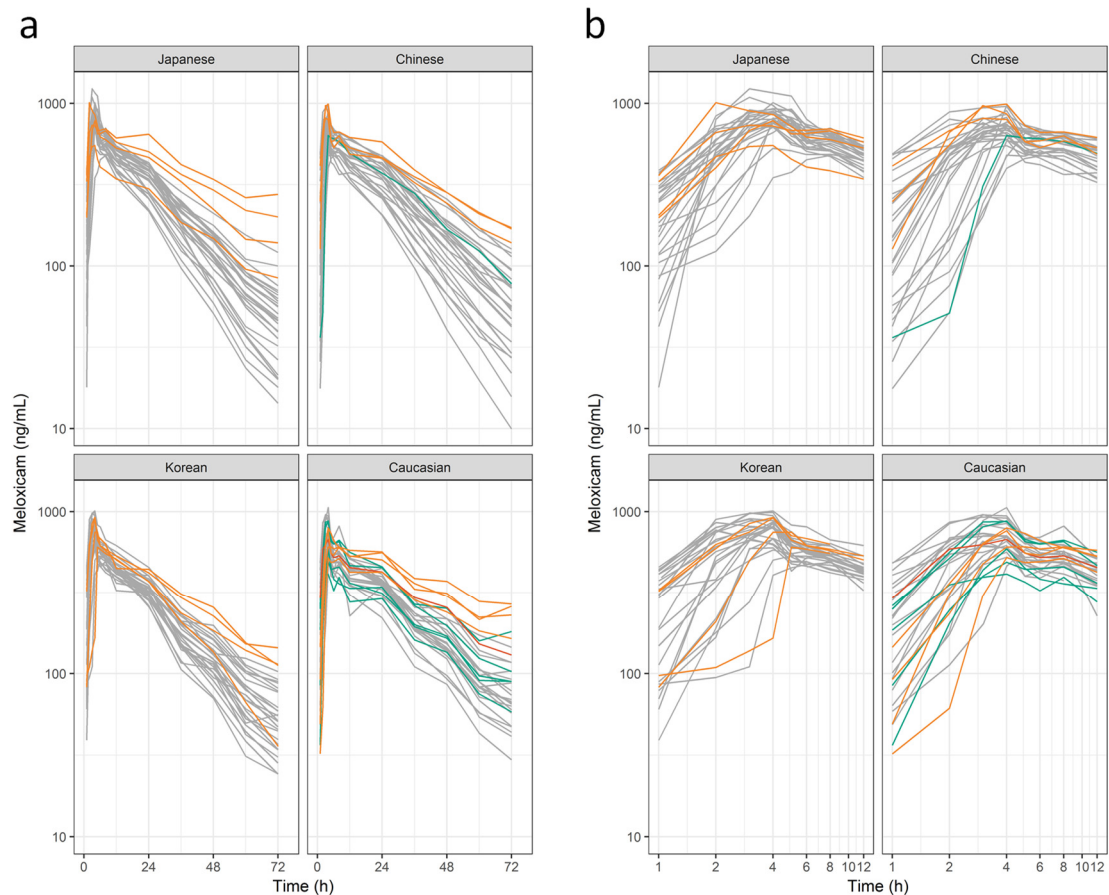 a
b
Japanese
Chinese
Japanese
Chinese
1000
100
10
1000
100
10
Korean
Caucasian
Korean
Caucasian
1000
100
10
1000
100
10
Meloxicam (ng/mL)
Meloxicam (ng/mL)
0 24 48 72
0 24 48 72
1 2 4 6 8 10 12
1 2 4 6 8 10 12
Time (h)
Time (h)